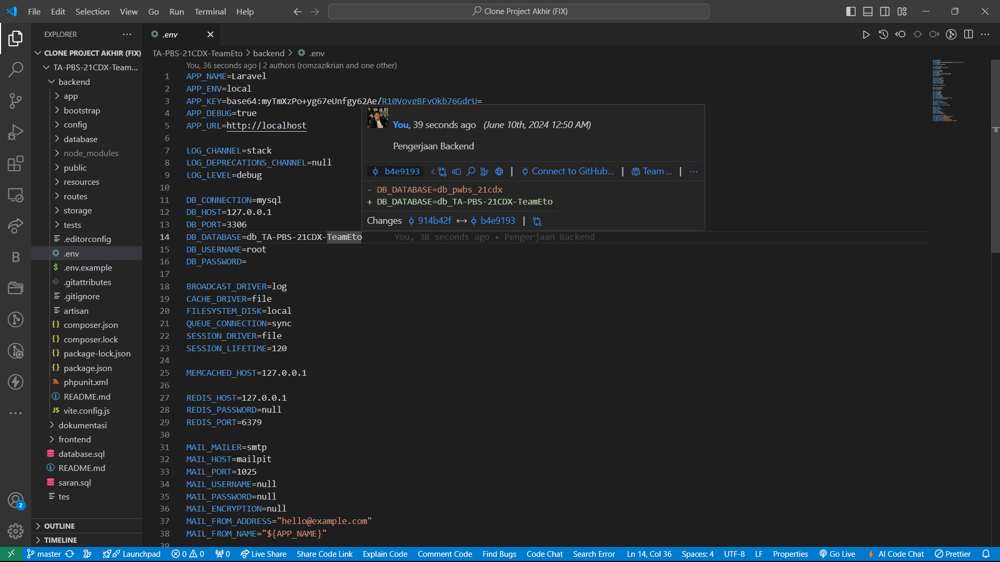 File Edit Selection View Go Run Terminal Help
Clone Project Akhir (FIX)
EXPLORER
.env
CLONE PROJECT AKHIR (FIX)
TA-PBS-21CDX-Team...
backend
app
bootstrap
config
database
node_modules
public
resources
routes
storage
tests
.editorconfig
.env
.env.example
.gitattributes
.gitignore
artisan
composer.json
composer.lock
package-lock.json
package.json
phpunit.xml
README.md
vite.config.js
dokumentasi
frontend
database.sql
README.md
saran.sql
tes
OUTLINE
TIMELINE
TA-PBS-21CDX-TeamEto > backend > .env
You, 36 seconds ago | 2 authors (romzazikrian and one other)
1 APP_NAME=Laravel
2 APP_ENV=local
3 APP_KEY=base64:myTmXzPo+yg67eUnfgy62Ae/R10VovgBFvOkb76GdrU=
4 APP_DEBUG=true
5 APP_URL=http://localhost
6
7 LOG_CHANNEL=stack
8 LOG_DEPRECATIONS_CHANNEL=null
9 LOG_LEVEL=debug
10
11 DB_CONNECTION=mysql
12 DB_HOST=127.0.0.1
13 DB_PORT=3306
14 DB_DATABASE=db_TA-PBS-21CDX-TeamEto You, 38 seconds ago • Pengerjaan Backend
15 DB_USERNAME=root
16 DB_PASSWORD=
17
18 BROADCAST_DRIVER=log
19 CACHE_DRIVER=file
20 FILESYSTEM_DISK=local
21 QUEUE_CONNECTION=sync
22 SESSION_DRIVER=file
23 SESSION_LIFETIME=120
24
25 MEMCACHED_HOST=127.0.0.1
26
27 REDIS_HOST=127.0.0.1
28 REDIS_PASSWORD=null
29 REDIS_PORT=6379
30
31 MAIL_MAILER=smtp
32 MAIL_HOST=mailpit
33 MAIL_PORT=1025
34 MAIL_USERNAME=null
35 MAIL_PASSWORD=null
36 MAIL_ENCRYPTION=null
37 MAIL_FROM_ADDRESS="hello@example.com"
38 MAIL_FROM_NAME="${APP_NAME}"
39
You, 39 seconds ago (June 10th, 2024 12:50 AM)
Pengerjaan Backend
b4e9193 | Connect to GitHub... | Team... | ...
- DB_DATABASE=db_pwbs_21cdx
+ DB_DATABASE=db_TA-PBS-21CDX-TeamEto
Changes 914b42f ↔ b4e9193 |
B
2
master Launchpad 0 0 0 Live Share Share Code Link Explain Code Comment Code Find Bugs Code Chat Search Error Ln 14, Col 36 Spaces: 4 UTF-8 LF Properties Go Live AI Code Chat Prettier